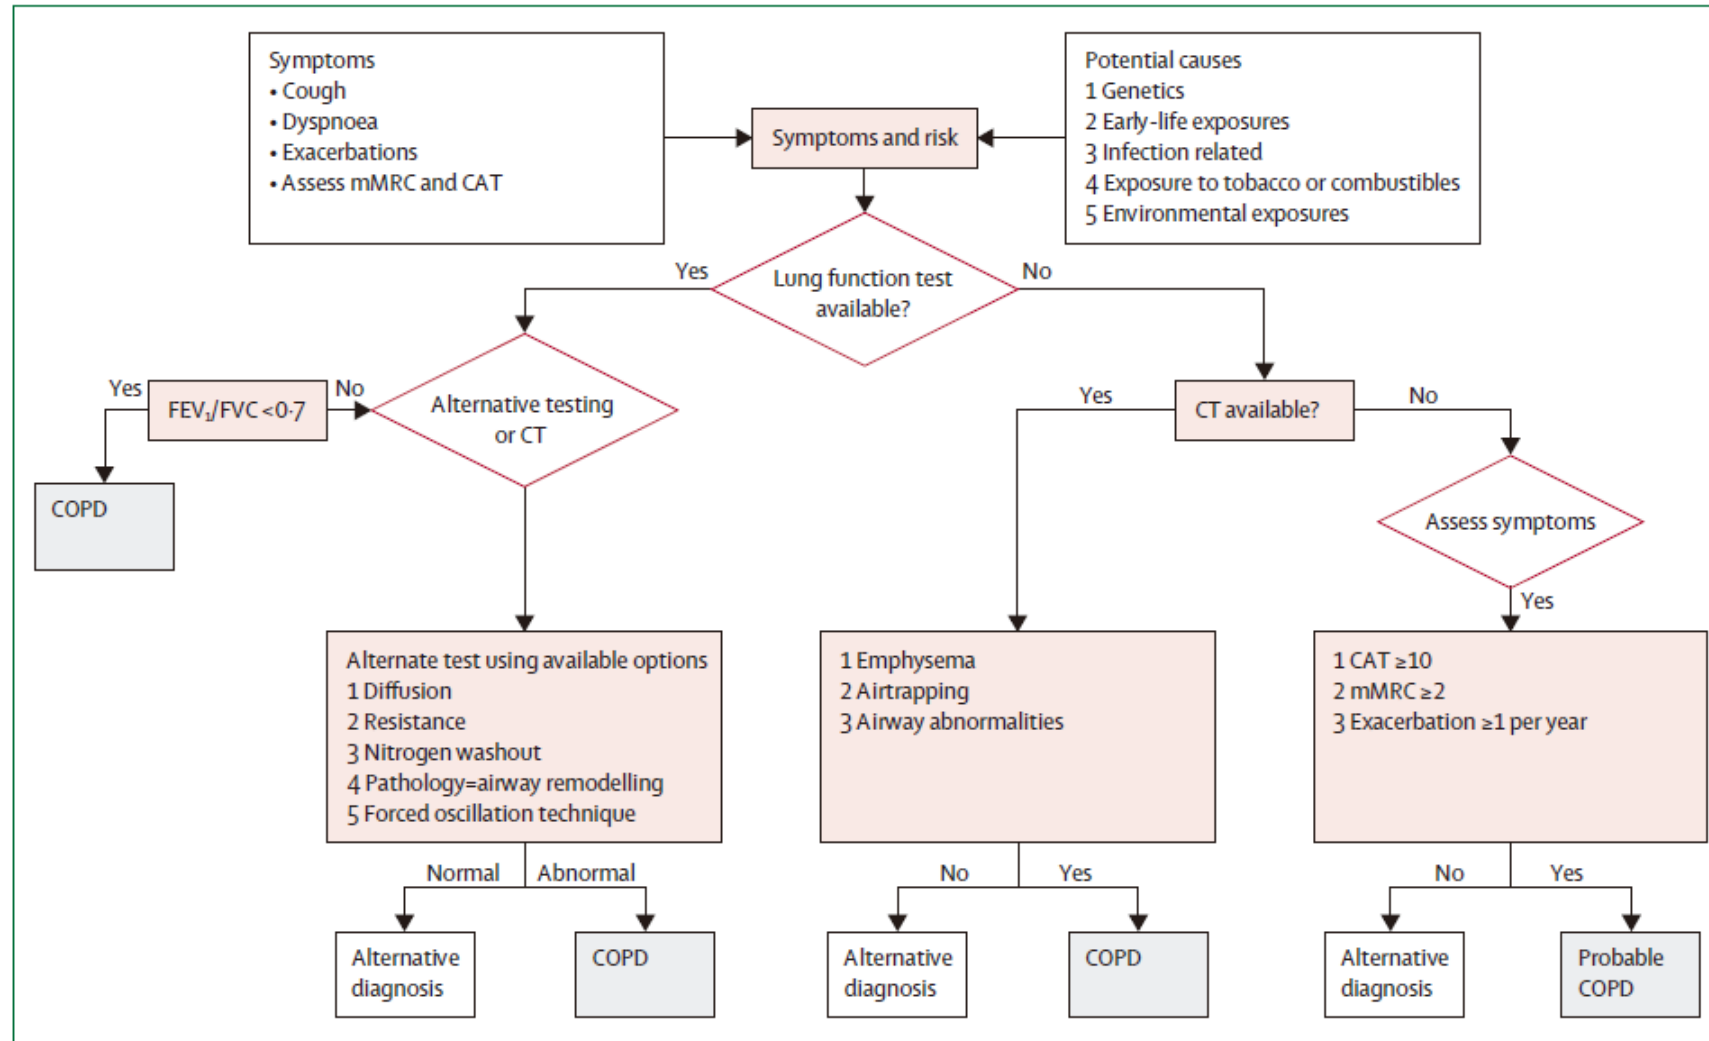 Symptoms
• Cough
• Dyspnoea
• Exacerbations
• Assess mMRC and CAT
Symptoms and risk
Potential causes
1 Genetics
2 Early-life exposures
3 Infection related
4 Exposure to tobacco or combustibles
5 Environmental exposures
Yes
Lung function test
available?
No
Yes
FEV₁/FVC <0·7
No
Alternative testing
or CT
Yes
CT available?
No
COPD
Assess symptoms
Yes
Alternate test using available options
1 Diffusion
2 Resistance
3 Nitrogen washout
4 Pathology=airway remodelling
5 Forced oscillation technique
1 Emphysema
2 Airtrapping
3 Airway abnormalities
1 CAT ≥10
2 mMRC ≥2
3 Exacerbation ≥1 per year
Normal
Abnormal
No
Yes
No
Yes
Alternative
diagnosis
COPD
Alternative
diagnosis
COPD
Alternative
diagnosis
Probable
COPD